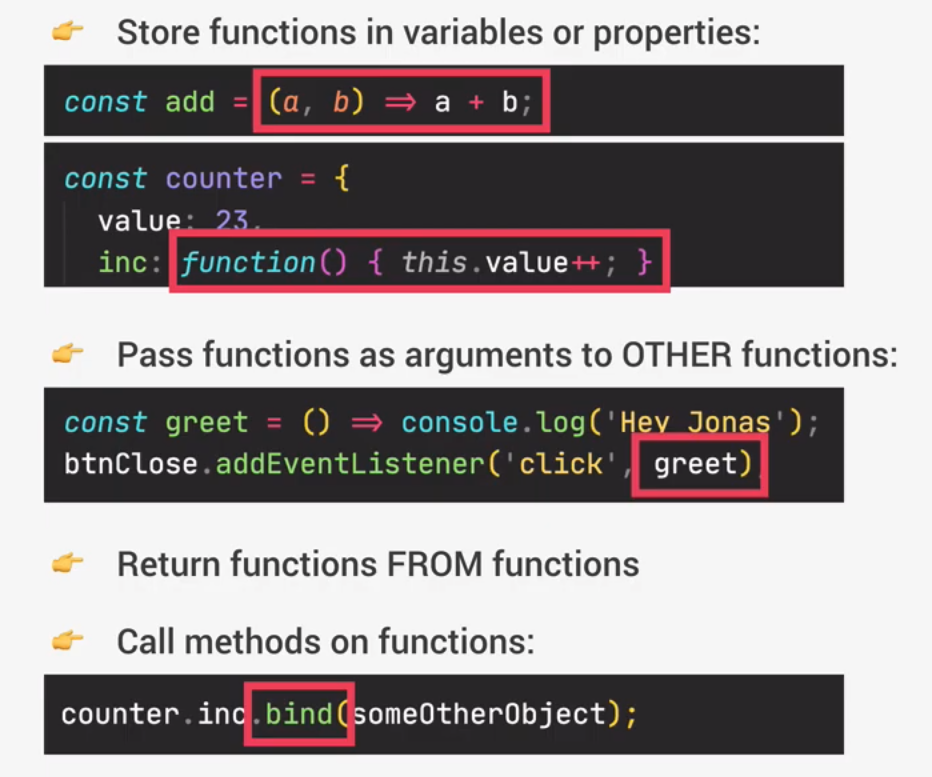 👉 Store functions in variables or properties:
const add = (a, b) => a + b;
const counter = {
value: 23,
inc: function() { this.value++; }
👉 Pass functions as arguments to OTHER functions:
const greet = () => console.log('Hey Jonas');
btnClose.addEventListener('click', greet)
👉 Return functions FROM functions
👉 Call methods on functions:
counter.inc.bind(someOtherObject);